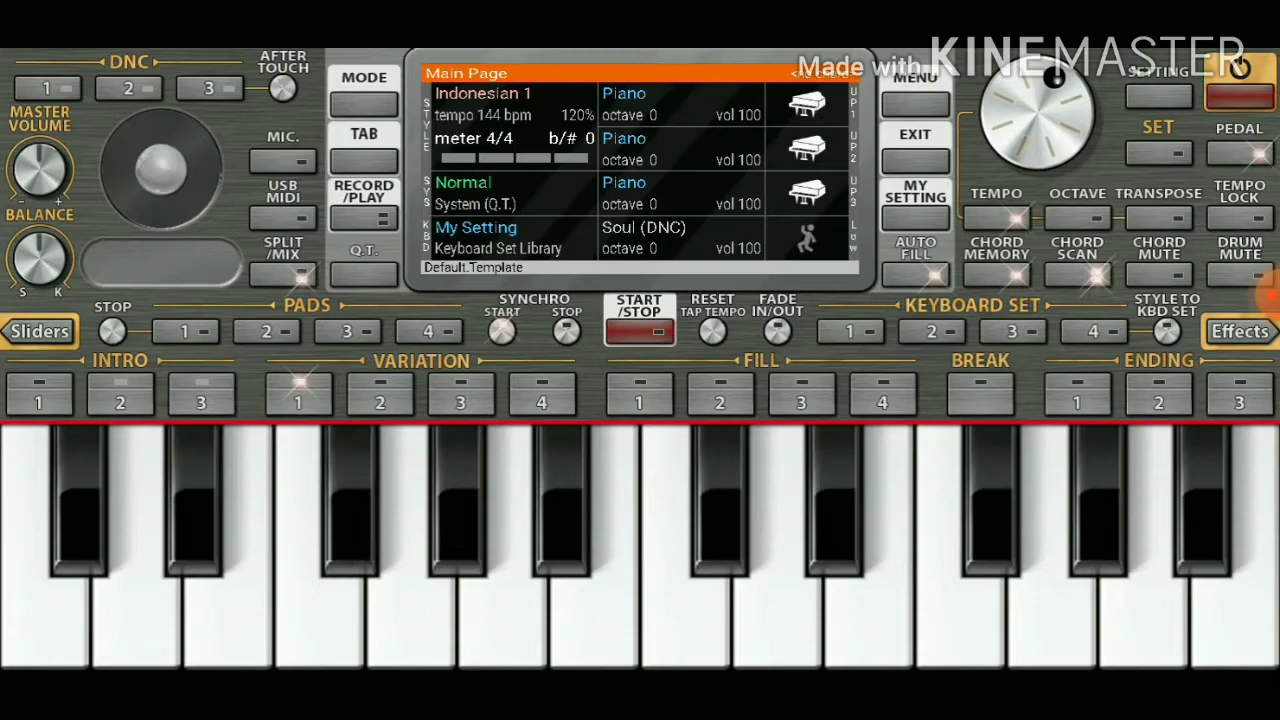 Made with KINEMASTER
DNC
1 2 3
AFTER
TOUCH
MASTER
VOLUME
- +
BALANCE
S K
MIC.
USB
MIDI
SPLIT
/MIX
MODE
TAB
RECORD
/PLAY
Q.T.
Main Page
STYLE
Indonesian 1
tempo 144 bpm 120%
meter 4/4 b/# 0
SYS
Normal
System (Q.T.)
KBD
My Setting
Keyboard Set Library
Default.Template
Piano
octave 0 vol 100
UP1
Piano
octave 0 vol 100
UP2
Piano
octave 0 vol 100
UP3
Soul (DNC)
octave 0 vol 100
Low
MENU
EXIT
MY
SETTING
AUTO
FILL
SETTING
SET
PEDAL
TEMPO
OCTAVE
TRANSPOSE
TEMPO
LOCK
CHORD
MEMORY
CHORD
SCAN
CHORD
MUTE
DRUM
MUTE
Sliders
STOP
PADS
1 2 3 4
SYNCHRO
START STOP
START
/STOP
RESET
TAP TEMPO
FADE
IN/OUT
KEYBOARD SET
1 2 3 4
STYLE TO
KBD SET
Effects
INTRO
1 2 3
VARIATION
1 2 3 4
FILL
1 2 3 4
BREAK
ENDING
1 2 3